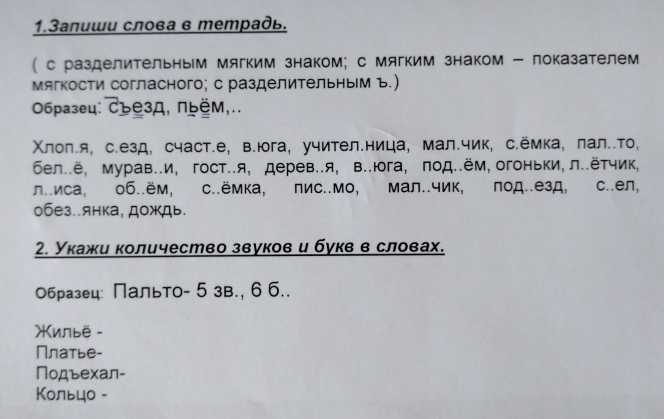 1.Запиши слова в тетрадь.
( с разделительным мягким знаком; с мягким знаком – показателем
мягкости согласного; с разделительным ъ.)
Образец: съезд, пьём,..
Хлоп.я, с.езд, счаст.е, в.юга, учител.ница, мал.чик, с.ёмка, пал..то,
бел..ё, мурав..и, гост..я, дерев..я, в..юга, под..ём, огоньки, л..ётчик,
л..иса, об..ём, с..ёмка, пис..мо, мал..чик, под..езд, с..ел,
обез..янка, дождь.
2. Укажи количество звуков и букв в словах.
Образец: Пальто- 5 зв., 6 б..
Жильё -
Платье-
Подъехал-
Кольцо -